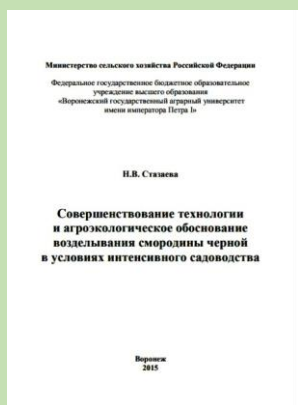 Министерство сельского хозяйства Российской Федерации
Федеральное государственное бюджетное образовательное
учреждение высшего образования
«Воронежский государственный аграрный университет
имени императора Петра I»
Н.В. Стазаева
Совершенствование технологии
и агроэкологическое обоснование
возделывания смородины черной
в условиях интенсивного садоводства
Воронеж
2015